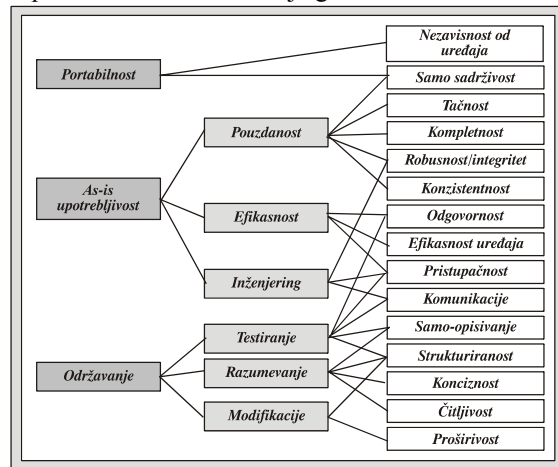 Portabilnost
As-is
upotrebljivost
Održavanje
Pouzdanost
Efikasnost
Inženjering
Testiranje
Razumevanje
Modifikacije
Nezavisnost od
uređaja
Samo sadrživost
Tačnost
Kompletnost
Robusnost/integritet
Konzistentnost
Odgovornost
Efikasnost uređaja
Pristupačnost
Komunikacije
Samo-opisivanje
Strukturiranost
Konciznost
Čitljivost
Proširivost